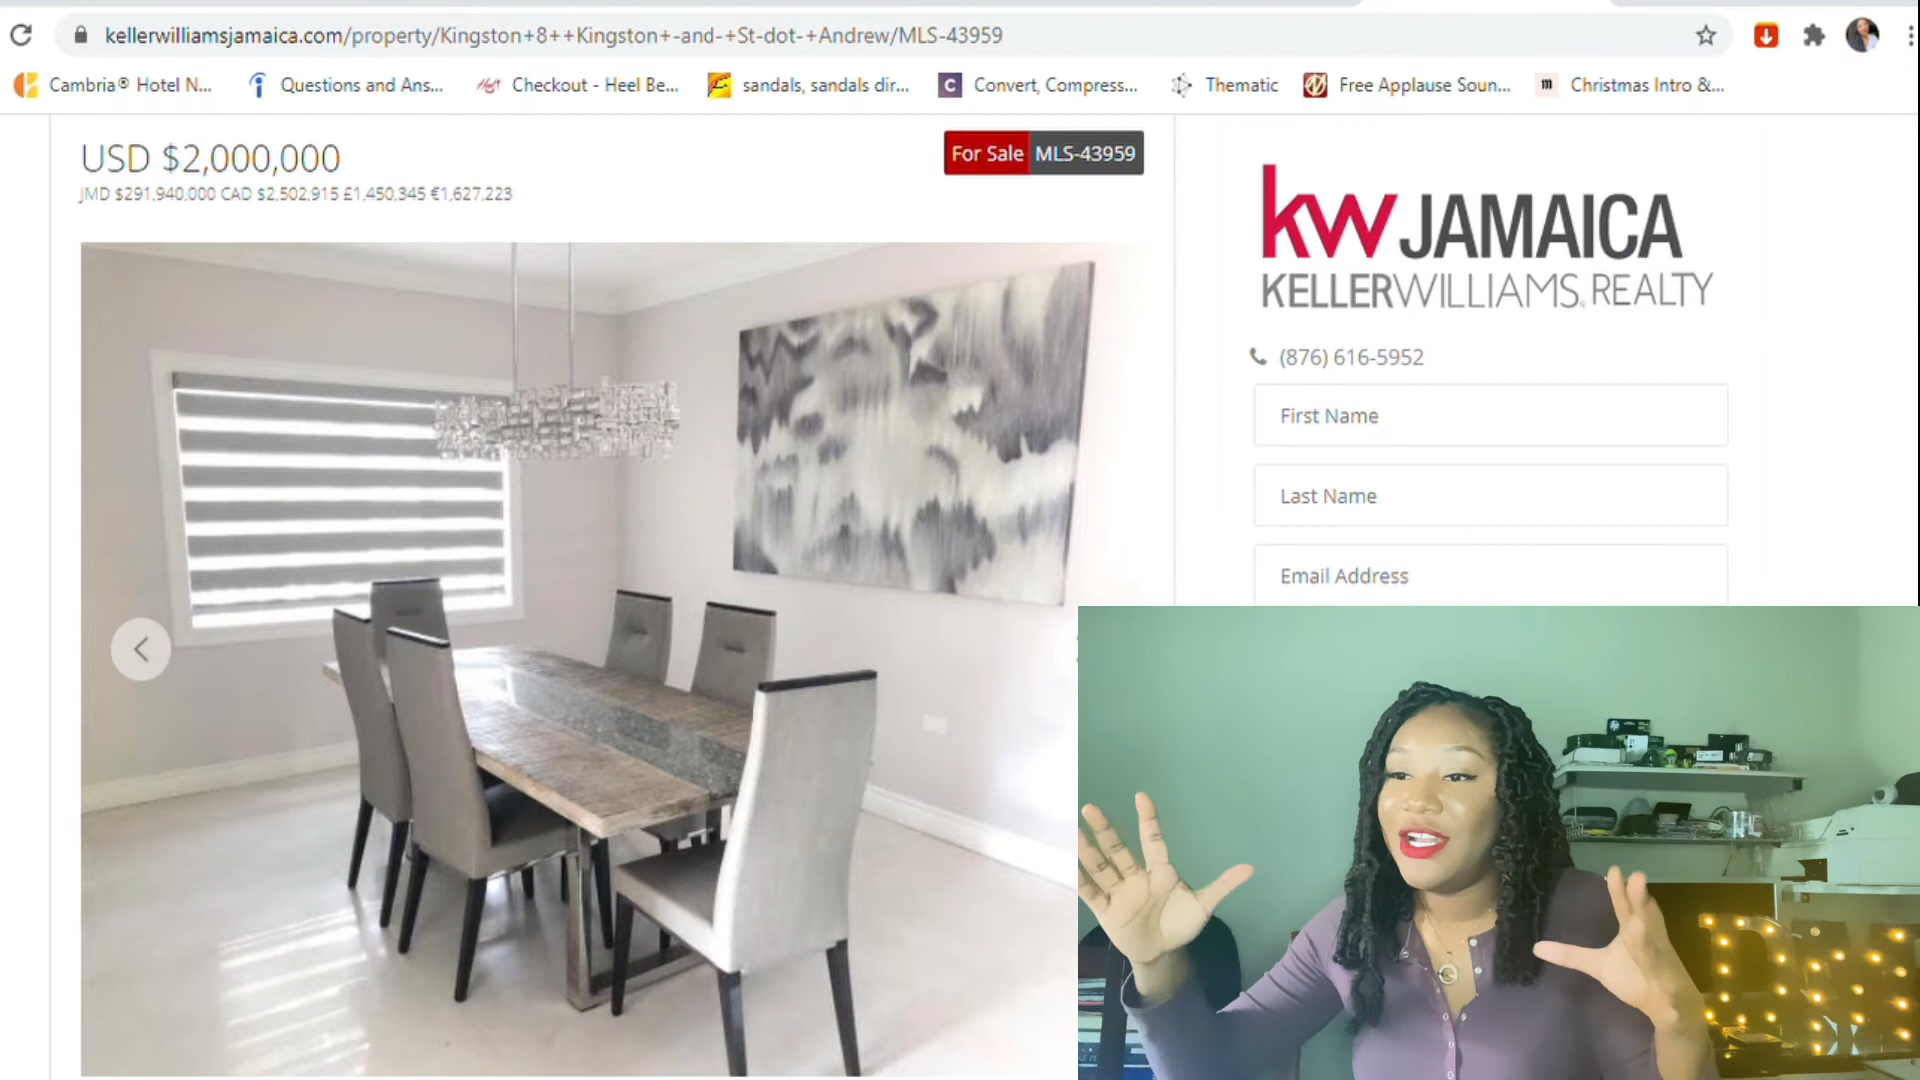 kellerwilliamsjamaica.com/property/Kingston+8++Kingston+-and-+St-dot-+Andrew/MLS-43959
Cambria® Hotel N... Questions and Ans... Checkout - Heel Be... sandals, sandals dir... C Convert, Compress... Thematic Free Applause Soun... m Christmas Intro &...
USD $2,000,000
JMD $291,940,000 CAD $2,502,915 £1,450,345 €1,627,223
For Sale MLS-43959
kw JAMAICA
KELLERWILLIAMS. REALTY
(876) 616-5952
First Name
Last Name
Email Address